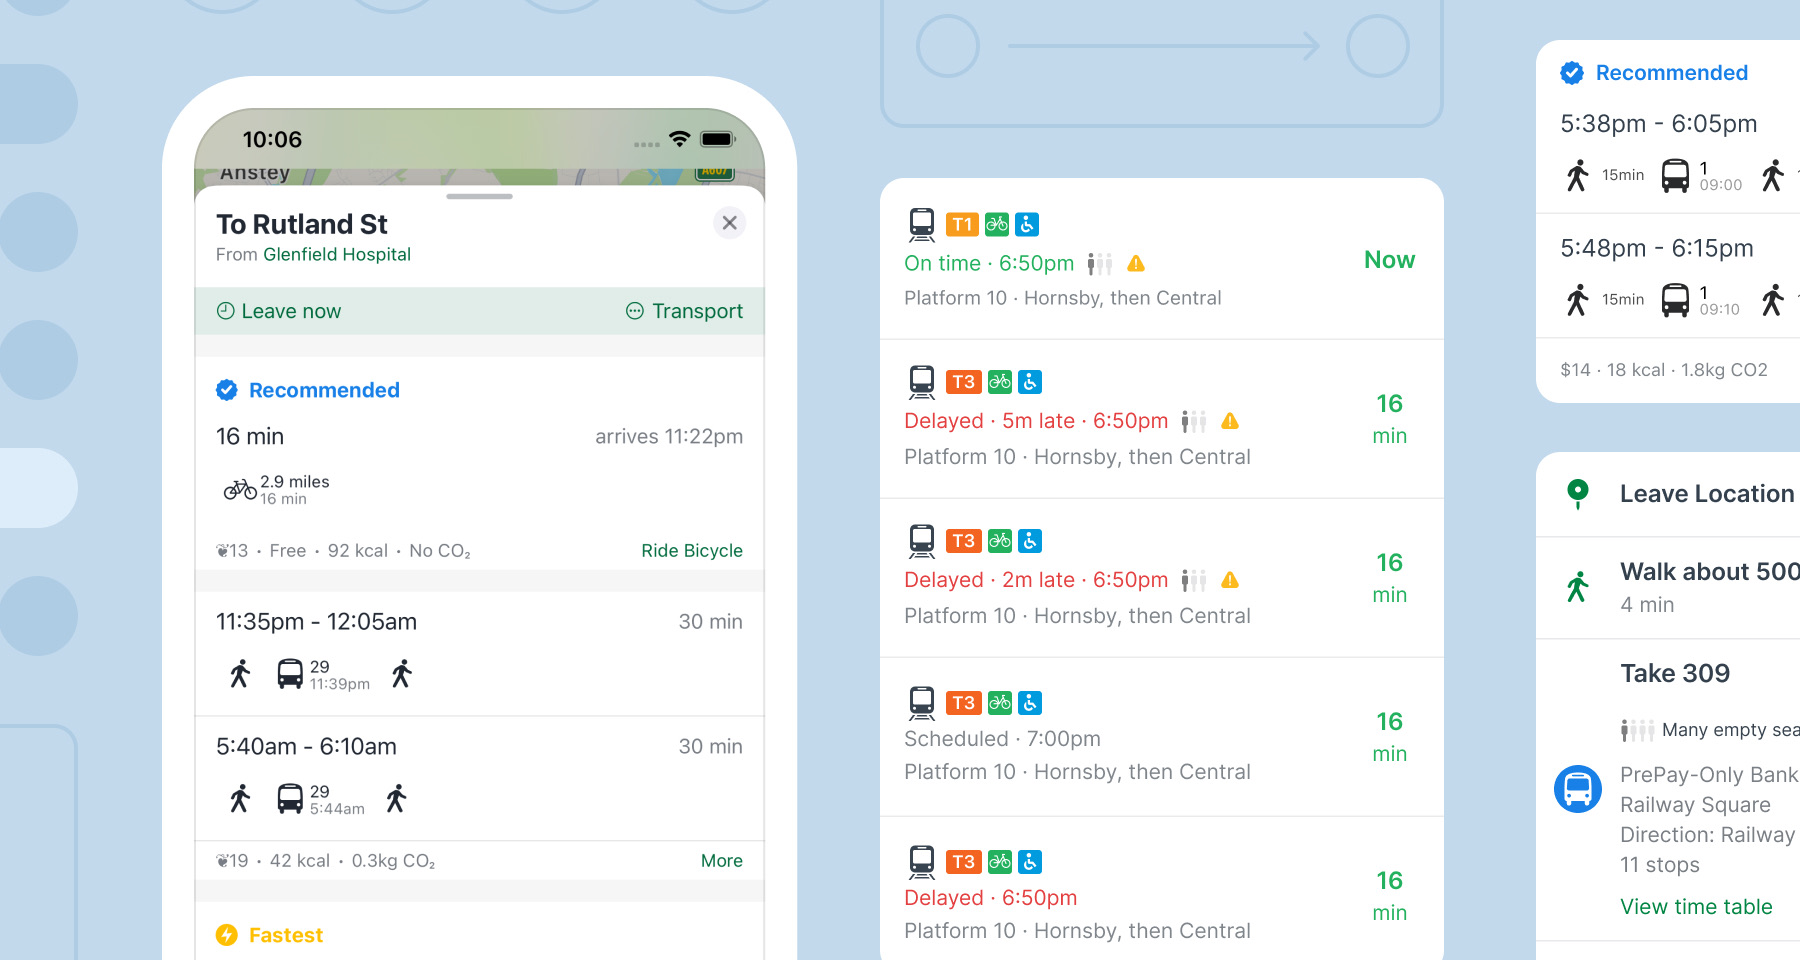 10:06
Anstey
A607
To Rutland St
From Glenfield Hospital
Leave now
Transport
Recommended
16 min
arrives 11:22pm
2.9 miles
16 min
13 · Free · 92 kcal · No CO₂
Ride Bicycle
11:35pm - 12:05am
30 min
29
11:39pm
5:40am - 6:10am
30 min
29
5:44am
19 · 42 kcal · 0.3kg CO₂
More
Fastest
T1
On time · 6:50pm
Platform 10 · Hornsby, then Central
Now
T3
Delayed · 5m late · 6:50pm
Platform 10 · Hornsby, then Central
16
min
T3
Delayed · 2m late · 6:50pm
Platform 10 · Hornsby, then Central
16
min
T3
Scheduled · 7:00pm
Platform 10 · Hornsby, then Central
16
min
T3
Delayed · 6:50pm
Platform 10 · Hornsby, then Central
16
min
Recommended
5:38pm - 6:05pm
15min
1
09:00
5:48pm - 6:15pm
15min
1
09:10
$14 · 18 kcal · 1.8kg CO2
Leave Location
Walk about 500
4 min
Take 309
Many empty sea
PrePay-Only Bank
Railway Square
Direction: Railway
11 stops
View time table